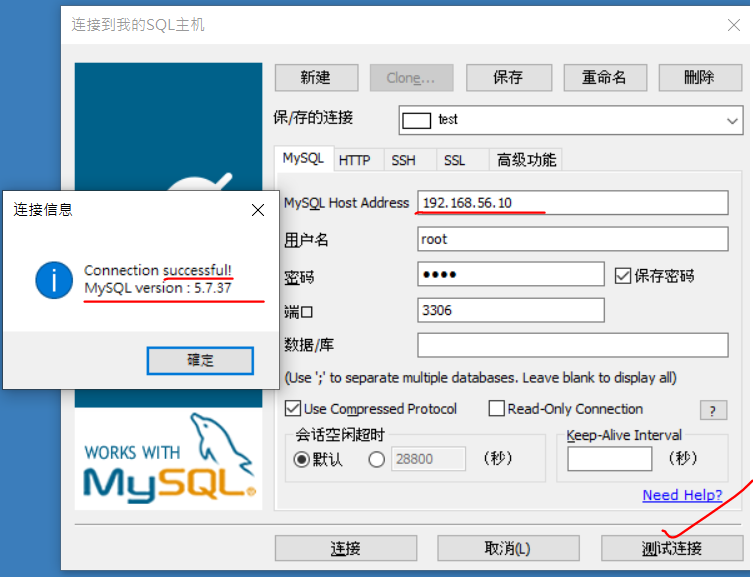 连接到我的SQL主机
新建
Clone...
保存
重命名
删除
保/存的连接
test
MySQL
HTTP
SSH
SSL
高级功能
MySQL Host Address
192.168.56.10
用户名
root
密码
••••
保存密码
端口
3306
数据/库
(Use ';' to separate multiple databases. Leave blank to display all)
Use Compressed Protocol
Read-Only Connection
?
会话空闲超时
默认
28800
(秒)
Keep-Alive Interval
(秒)
Need Help?
连接
取消(L)
测试连接
连接信息
Connection successful!
MySQL version : 5.7.37
確定
WORKS WITH
MySQL®